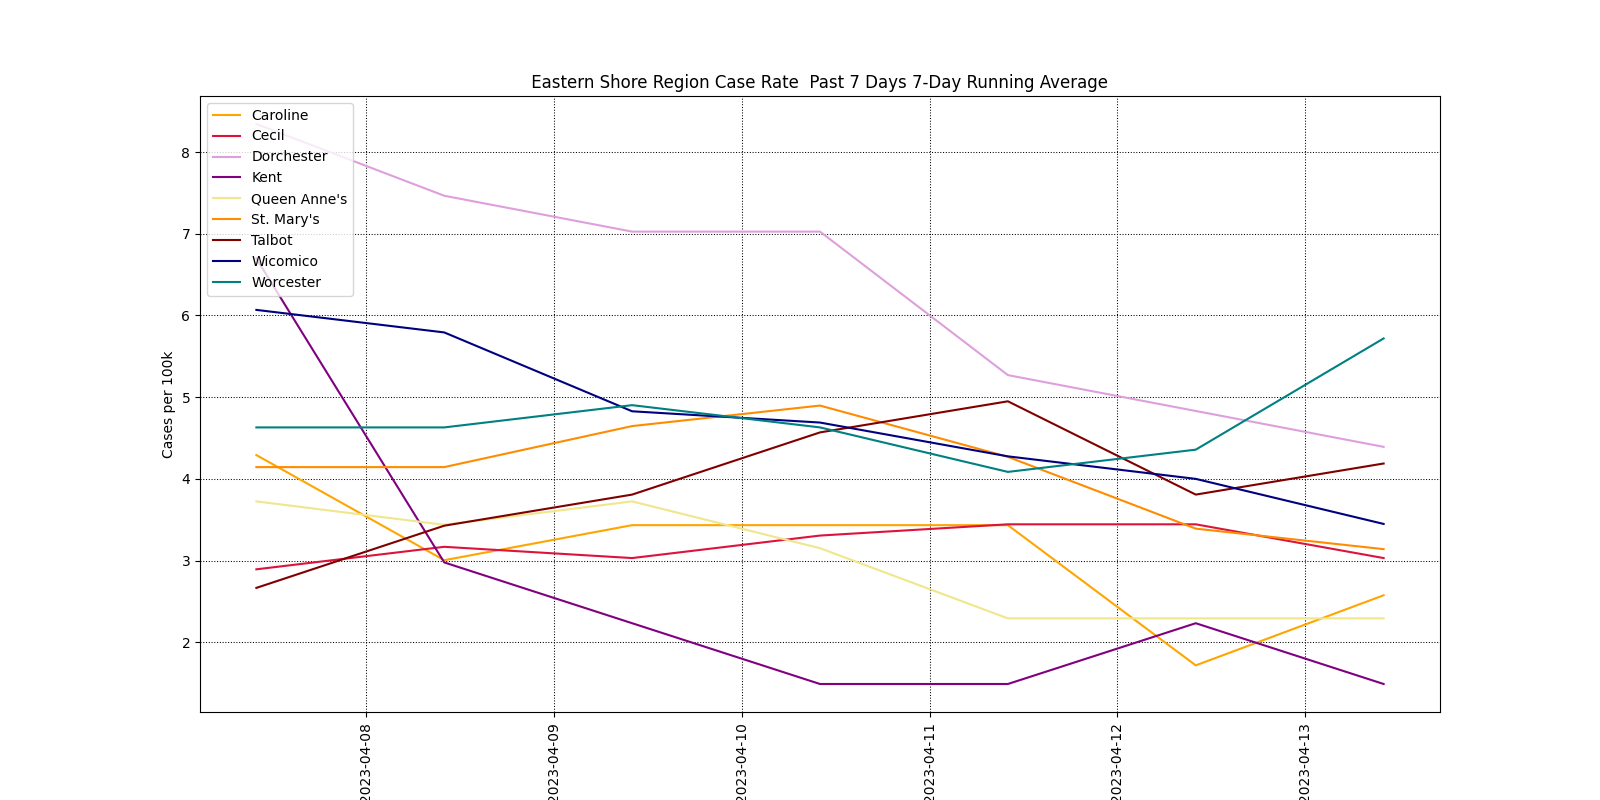 Eastern Shore Region Case Rate  Past 7 Days 7-Day Running Average
Caroline
Cecil
Dorchester
Kent
Queen Anne's
St. Mary's
Talbot
Wicomico
Worcester
8
7
6
5
4
3
2
Cases per 100k
2023-04-08
2023-04-09
2023-04-10
2023-04-11
2023-04-12
2023-04-13